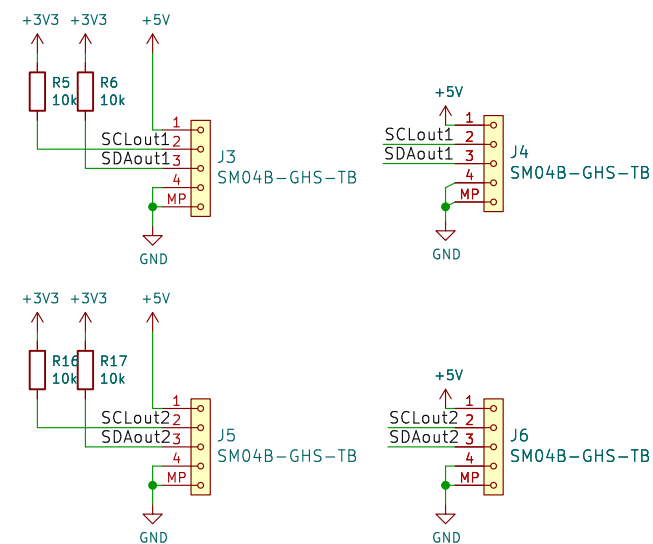 +3V3 +3V3 +5V
R5 R6
10k 10k
+5V
1
SCLout1 2
SDAout1 3
4
MP
J3
SM04B-GHS-TB
GND
1
SCLout1 2
SDAout1 3
4
MP
J4
SM04B-GHS-TB
GND
+3V3 +3V3 +5V
R16 R17
10k 10k
+5V
1
SCLout2 2
SDAout2 3
4
MP
J5
SM04B-GHS-TB
GND
1
SCLout2 2
SDAout2 3
4
MP
J6
SM04B-GHS-TB
GND